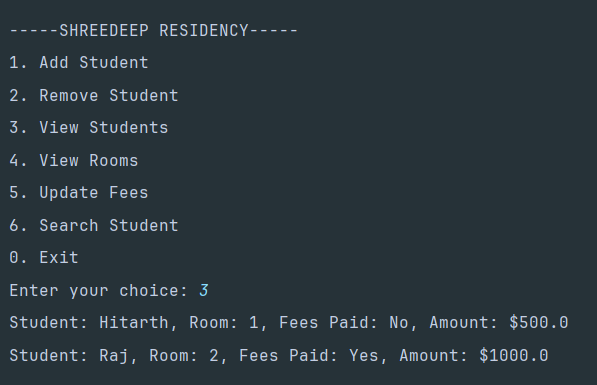 -----SHREEDEEP RESIDENCY-----
1. Add Student
2. Remove Student
3. View Students
4. View Rooms
5. Update Fees
6. Search Student
0. Exit
Enter your choice: 3
Student: Hitarth, Room: 1, Fees Paid: No, Amount: $500.0
Student: Raj, Room: 2, Fees Paid: Yes, Amount: $1000.0